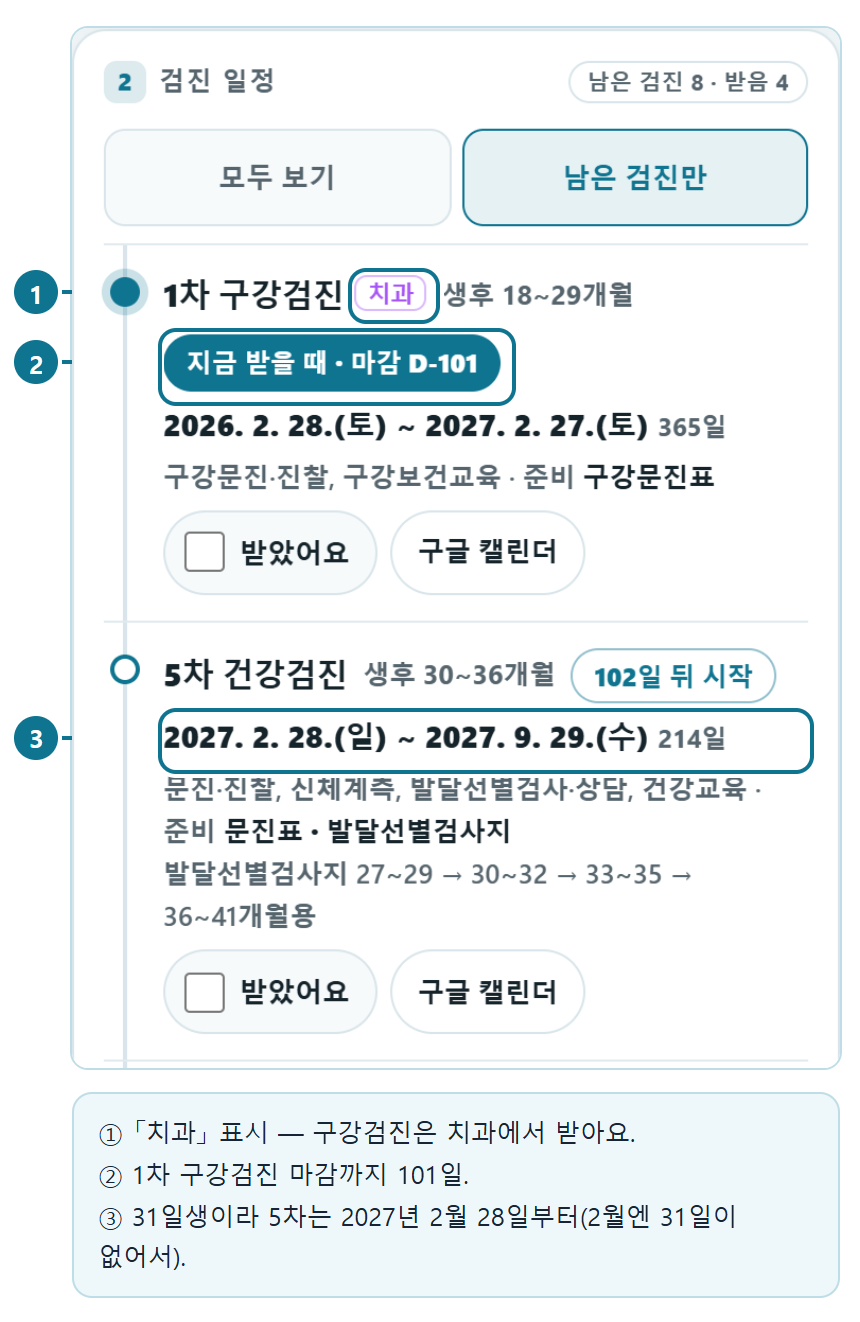 2 검진 일정
남은 검진 8 · 받음 4
모두 보기
남은 검진만
1
1차 구강검진 치과 생후 18~29개월
2
지금 받을 때 · 마감 D-101
2026. 2. 28.(토) ~ 2027. 2. 27.(토) 365일
구강문진·진찰, 구강보건교육 · 준비 구강문진표
받았어요
구글 캘린더
5차 건강검진 생후 30~36개월 102일 뒤 시작
3
2027. 2. 28.(일) ~ 2027. 9. 29.(수) 214일
문진·진찰, 신체계측, 발달선별검사·상담, 건강교육 ·
준비 문진표 · 발달선별검사지
발달선별검사지 27~29 → 30~32 → 33~35 →
36~41개월용
받았어요
구글 캘린더
①「치과」표시 — 구강검진은 치과에서 받아요.
② 1차 구강검진 마감까지 101일.
③ 31일생이라 5차는 2027년 2월 28일부터(2월엔 31일이
없어서).